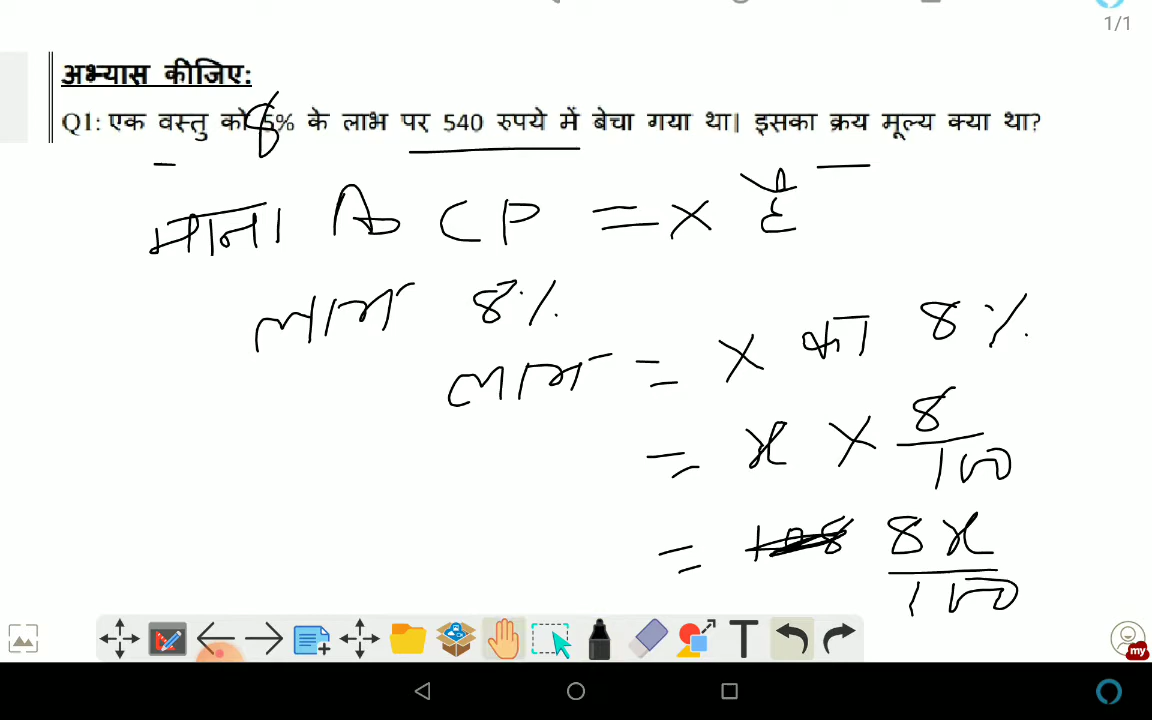 1/1
अभ्यास कीजिए:
Q1: एक वस्तु को 8% के लाभ पर 540 रुपये में बेचा गया था। इसका क्रय मूल्य क्या था?
माना कि CP = x है
लाभ 8%
लाभ = x का 8%
= x × 8/100
= 8x/100
T
my